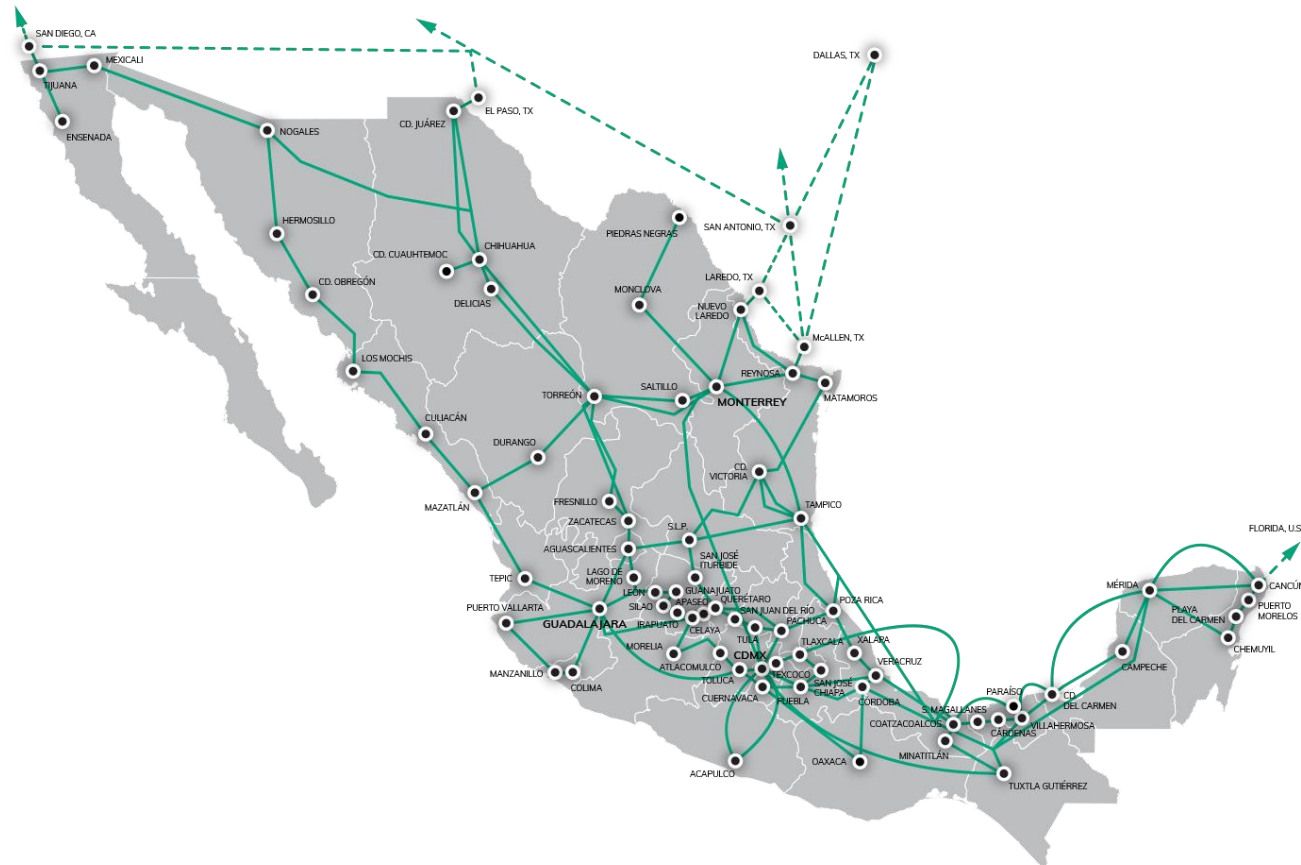 SAN DIEGO, CA
MEXICALI
TIJUANA
ENSENADA
DALLAS, TX
EL PASO, TX
CD. JUÁREZ
NOGALES
HERMOSILLO
PIEDRAS NEGRAS
SAN ANTONIO, TX
CHIHUAHUA
CD. CUAUHTEMOC
DELICIAS
CD. OBREGÓN
LAREDO, TX
MONCLOVA
NUEVO
LAREDO
McALLEN, TX
LOS MOCHIS
REYNOSA
SALTILLO
TORREÓN
MONTERREY
MATAMOROS
CULIACÁN
DURANGO
CD.
VICTORIA
FRESNILLO
MAZATLÁN
TAMPICO
ZACATECAS
S.L.P.
FLORIDA, U.S
AGUASCALIENTES
SAN JOSÉ
ITURBIDE
LAGO DE
MORENO
TEPIC
LEÓN
GUANAJUATO
MÉRIDA
CANCÚN
PUERTO VALLARTA
SILAO
APASEO
QUERÉTARO
POZA RICA
PLAYA
DEL CARMEN
PUERTO
MORELOS
GUADALAJARA
IRAPUATO
SAN JUAN DEL RÍO
CELAYA
PACHUCA
TULA
MORELIA
CDMX
TLAXCALA
XALAPA
CHEMUYIL
ATLACOMULCO
TEXCOCO
VERACRUZ
CAMPECHE
MANZANILLO
COLIMA
TOLUCA
SAN JOSÉ
CHIAPA
CUERNAVACA
PUEBLA
CÓRDOBA
PARAÍSO
CD.
DEL CARMEN
S. MAGALLANES
COATZACOALCOS
CÁRDENAS
VILLAHERMOSA
MINATITLÁN
ACAPULCO
OAXACA
TUXTLA GUTIÉRREZ